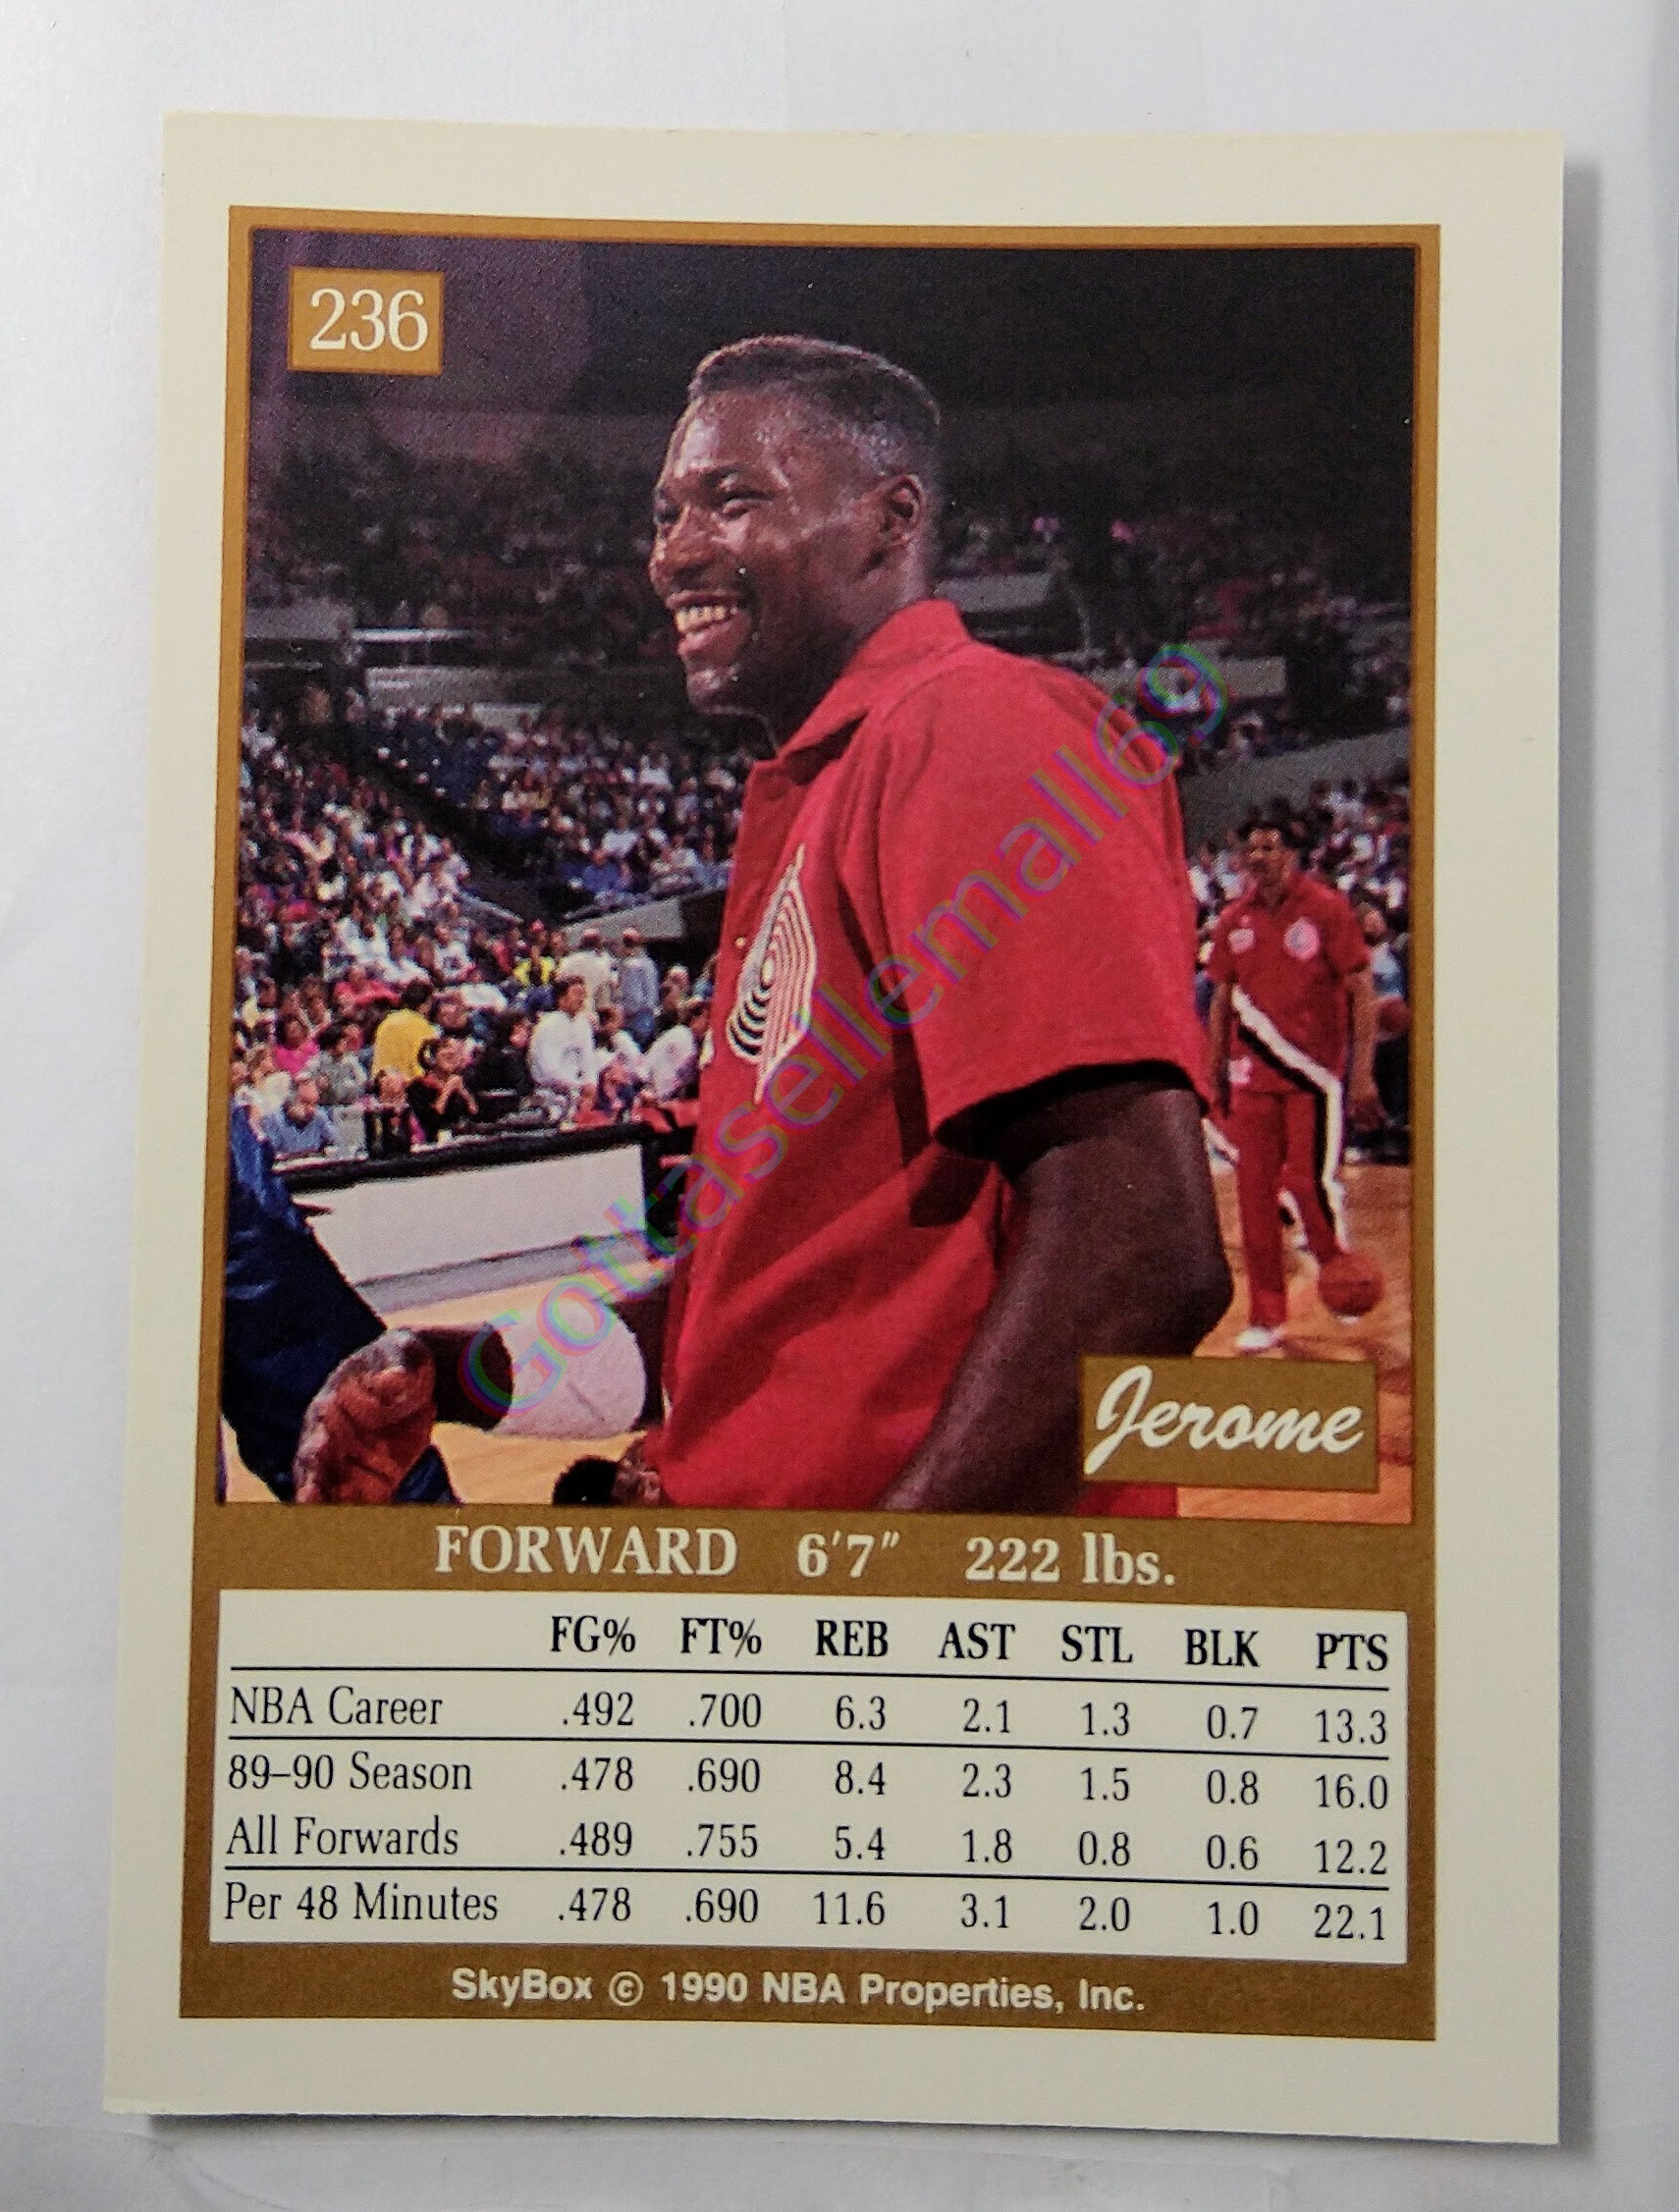 236
Gottasellemall69
Jerome
FORWARD 6'7" 222 lbs.
FG% FT% REB AST STL BLK PTS
NBA Career .492 .700 6.3 2.1 1.3 0.7 13.3
89–90 Season .478 .690 8.4 2.3 1.5 0.8 16.0
All Forwards .489 .755 5.4 1.8 0.8 0.6 12.2
Per 48 Minutes .478 .690 11.6 3.1 2.0 1.0 22.1
SkyBox © 1990 NBA Properties, Inc.